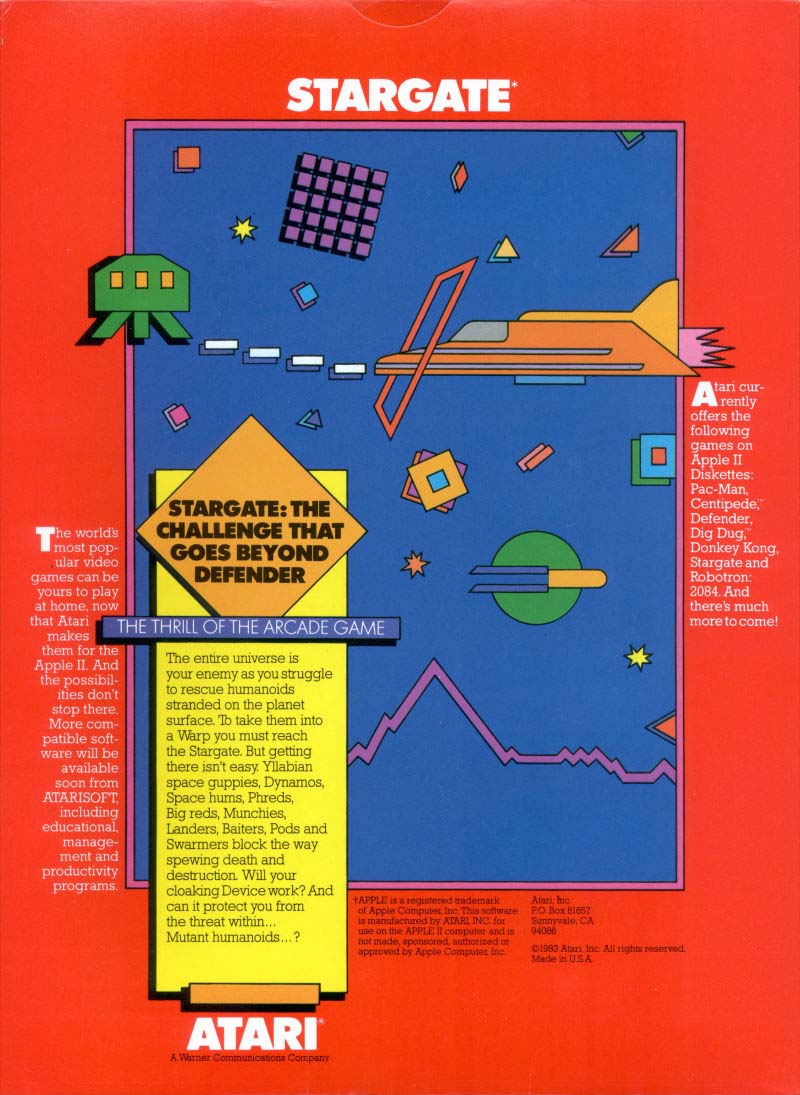 STARGATE*
STARGATE: THE
CHALLENGE THAT
GOES BEYOND
DEFENDER
THE THRILL OF THE ARCADE GAME
The entire universe is
your enemy as you struggle
to rescue humanoids
stranded on the planet
surface. To take them into
a Warp you must reach
the Stargate. But getting
there isn't easy. Yllabian
space guppies, Dynamos,
Space hums, Phreds,
Big reds, Munchies,
Landers, Baiters, Pods and
Swarmers block the way
spewing death and
destruction. Will your
cloaking Device work? And
can it protect you from
the threat within...
Mutant humanoids...?
The world's
most pop-
ular video
games can be
yours to play
at home, now
that Atari
makes
them for the
Apple II. And
the possibil-
ities don't
stop there.
More com-
patible soft-
ware will be
available
soon from
ATARISOFT,
including
educational,
manage-
ment and
productivity
programs.
Atari cur-
rently
offers the
following
games on
Apple II
Diskettes:
Pac-Man,
Centipede,™
Defender,
Dig Dug,™
Donkey Kong,
Stargate and
Robotron:
2084. And
there's much
more to come!
†APPLE is a registered trademark
of Apple Computer, Inc. This software
is manufactured by ATARI, INC. for
use on the APPLE II computer and is
not made, sponsored, authorized or
approved by Apple Computer, Inc.
Atari, Inc.
P.O. Box 61657
Sunnyvale, CA
94086
©1983 Atari, Inc. All rights reserved.
Made in U.S.A.
ATARI®
A Warner Communications Company